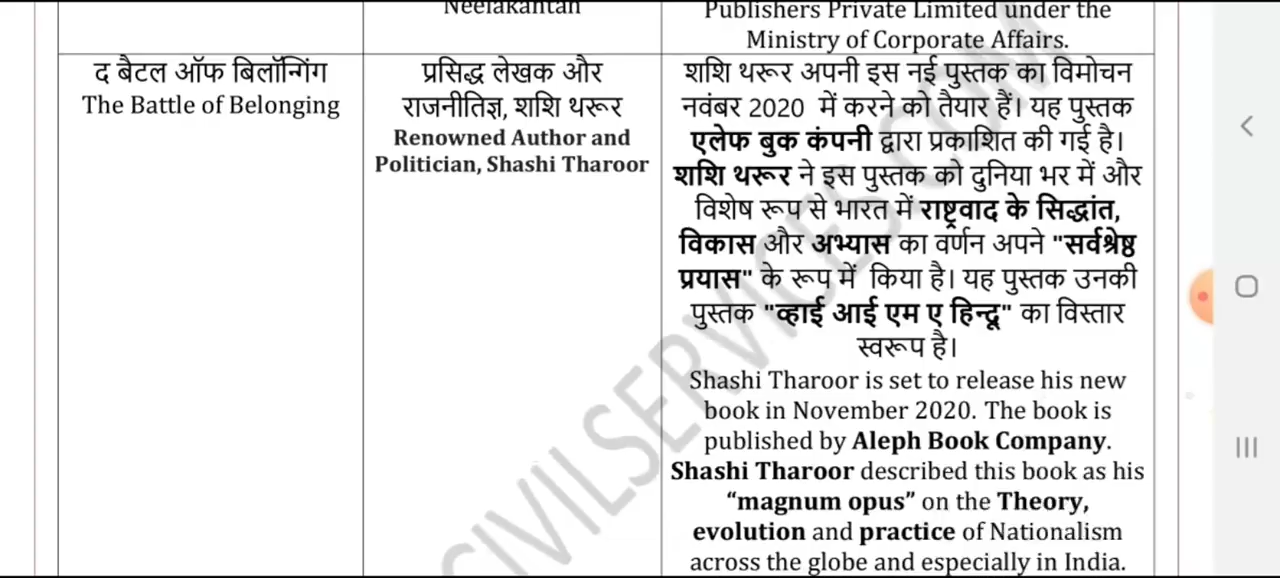 Neelakantan
Publishers Private Limited under the
Ministry of Corporate Affairs.
द बैटल ऑफ बिलॉन्गिंग
The Battle of Belonging
प्रसिद्ध लेखक और
राजनीतिज्ञ, शशि थरूर
Renowned Author and
Politician, Shashi Tharoor
शशि थरूर अपनी इस नई पुस्तक का विमोचन
नवंबर 2020 में करने को तैयार हैं। यह पुस्तक
एलेफ बुक कंपनी द्वारा प्रकाशित की गई है।
शशि थरूर ने इस पुस्तक को दुनिया भर में और
विशेष रूप से भारत में राष्ट्रवाद के सिद्धांत,
विकास और अभ्यास का वर्णन अपने "सर्वश्रेष्ठ
प्रयास" के रूप में किया है। यह पुस्तक उनकी
पुस्तक "व्हाई आई एम ए हिन्दू" का विस्तार
स्वरूप है।
Shashi Tharoor is set to release his new
book in November 2020. The book is
published by Aleph Book Company.
Shashi Tharoor described this book as his
“magnum opus” on the Theory,
evolution and practice of Nationalism
across the globe and especially in India.
CIVILSERVICES.COM